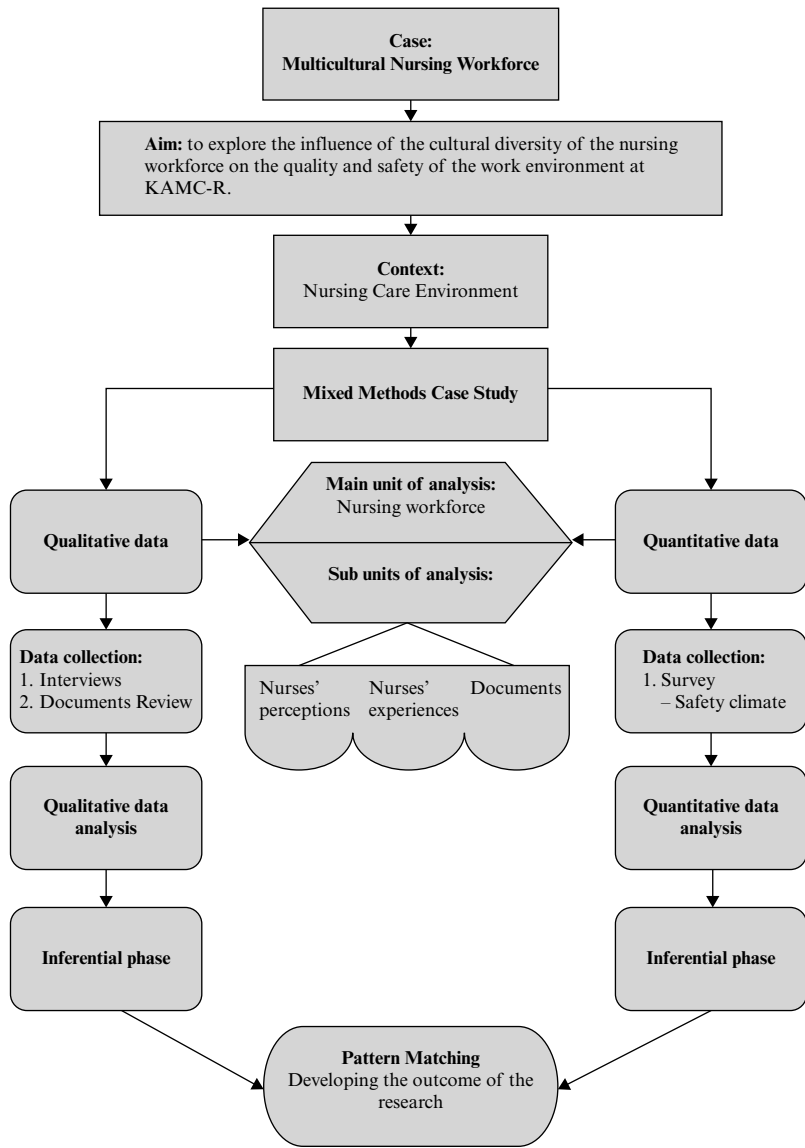 Case:
Multicultural Nursing Workforce
Aim: to explore the influence of the cultural diversity of the nursing
workforce on the quality and safety of the work environment at
KAMC-R.
Context:
Nursing Care Environment
Mixed Methods Case Study
Main unit of analysis:
Nursing workforce
Qualitative data
Quantitative data
Sub units of analysis:
Data collection:
1. Interviews
2. Documents Review
Nurses’
perceptions
Nurses’
experiences
Documents
Data collection:
1. Survey
– Safety climate
Qualitative data
analysis
Quantitative data
analysis
Inferential phase
Inferential phase
Pattern Matching
Developing the outcome of the
research